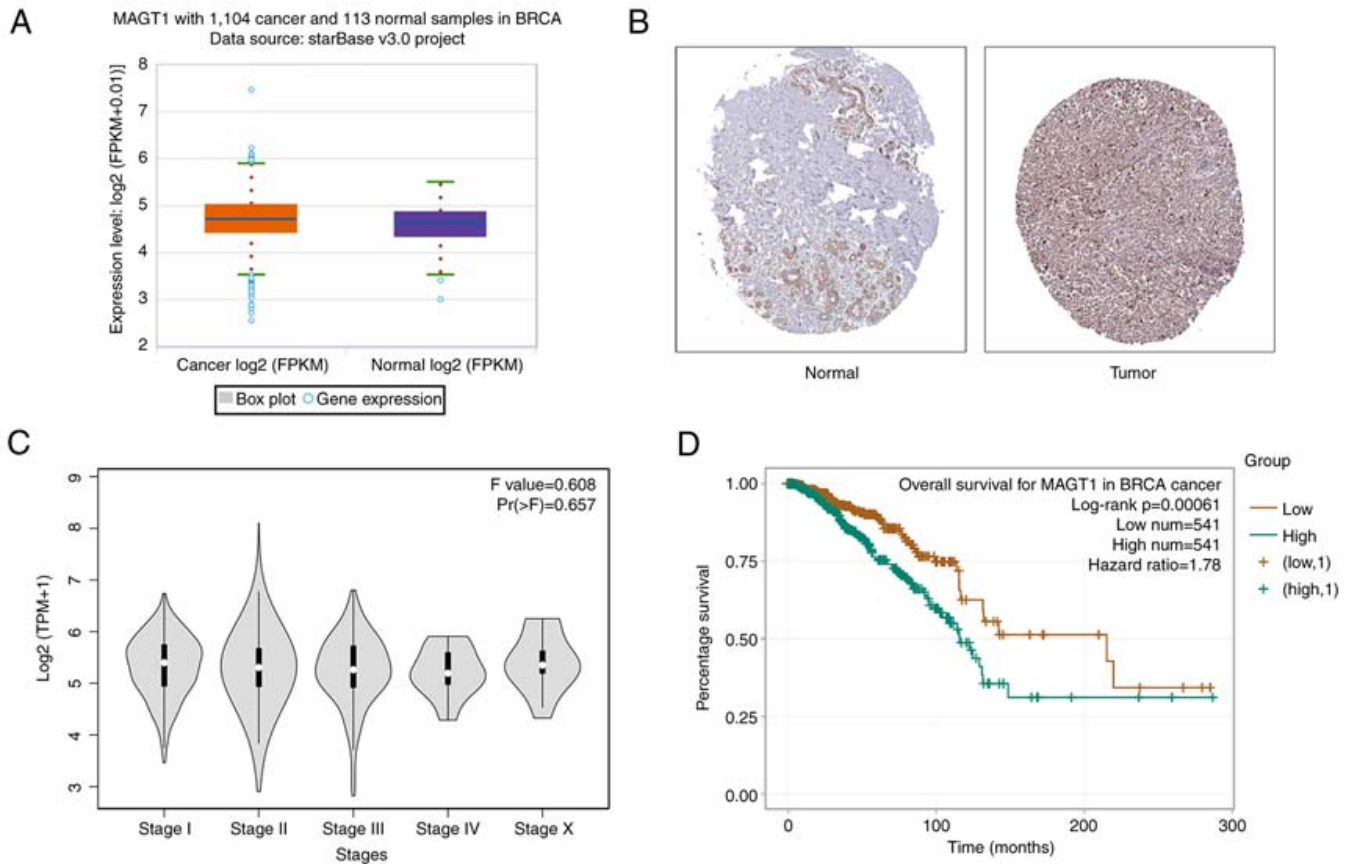 A
MAGT1 with 1,104 cancer and 113 normal samples in BRCA
Data source: starBase v3.0 project
Expression level: log2 (FPKM+0.01)]
8
7
6
5
4
3
2
Cancer log2 (FPKM)
Normal log2 (FPKM)
Box plot
Gene expression
B
Normal
Tumor
C
F value=0.608
Pr(>F)=0.657
Log2 (TPM+1)
9
8
7
6
5
4
3
Stage I
Stage II
Stage III
Stage IV
Stage X
Stages
D
Overall survival for MAGT1 in BRCA cancer
Log-rank p=0.00061
Low num=541
High num=541
Hazard ratio=1.78
Percentage survival
1.00
0.75
0.50
0.25
0.00
0
100
200
300
Time (months)
Group
Low
High
(low,1)
(high,1)